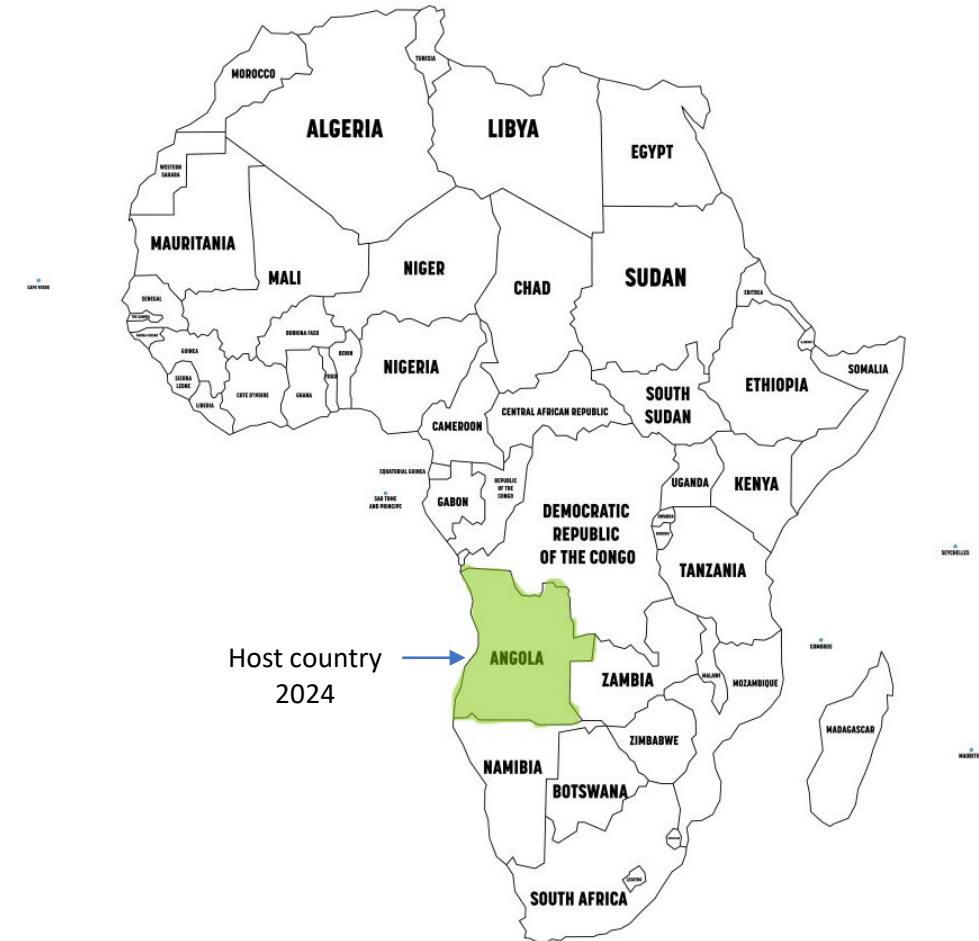 MOROCCO
TUNISIA
ALGERIA
LIBYA
EGYPT
WESTERN
SAHARA
MAURITANIA
MALI
NIGER
CHAD
SUDAN
ERITREA
CAPE VERDE
SENEGAL
THE GAMBIA
GUINEA
SIERRA
LEONE
LIBERIA
COTE D'IVOIRE
BURKINA FASO
GHANA
TOGO
BENIN
NIGERIA
CAMEROON
CENTRAL AFRICAN REPUBLIC
SOUTH
SUDAN
ETHIOPIA
SOMALIA
EQUATORIAL GUINEA
SAO TOME
AND PRINCIPE
GABON
REPUBLIC
OF THE
CONGO
DEMOCRATIC
REPUBLIC
OF THE CONGO
UGANDA
KENYA
RWANDA
TANZANIA
SEYCHELLES
COMOROS
Host country
2024
ANGOLA
ZAMBIA
MALAWI
MOZAMBIQUE
MADAGASCAR
ZIMBABWE
NAMIBIA
BOTSWANA
SOUTH AFRICA
LESOTHO